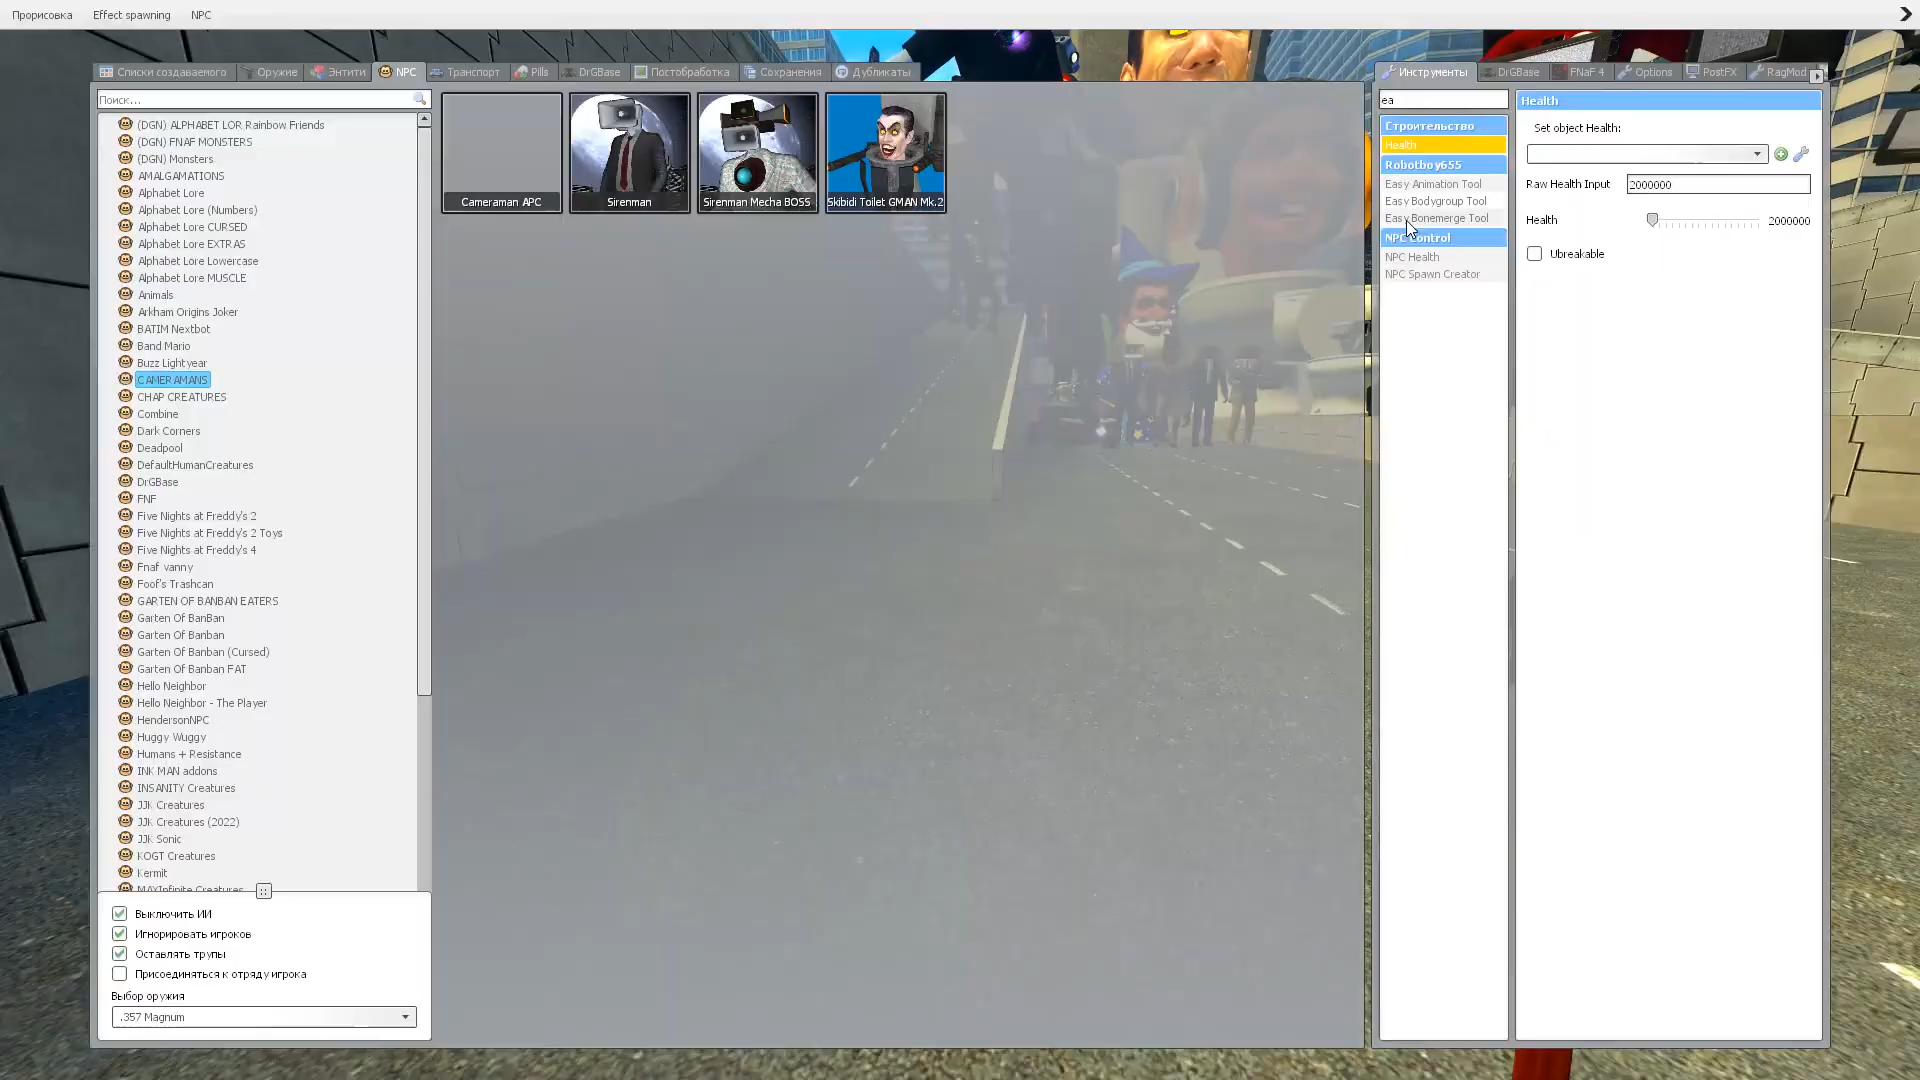 Прорисовка
Effect spawning
NPC
Списки создаваемого
Оружие
Энтити
NPC
Транспорт
Pills
DrGBase
Постобработка
Сохранения
Дубликаты
Поиск...
(DGN) ALPHABET LOR Rainbow Friends
(DGN) FNAF MONSTERS
(DGN) Monsters
AMALGAMATIONS
Alphabet Lore
Alphabet Lore (Numbers)
Alphabet Lore CURSED
Alphabet Lore EXTRAS
Alphabet Lore Lowercase
Alphabet Lore MUSCLE
Animals
Arkham Origins Joker
BATIM Nextbot
Band Mario
Buzz Lightyear
CAMERAMANS
CHAP CREATURES
Combine
Dark Corners
Deadpool
DefaultHumanCreatures
DrGBase
FNF
Five Nights at Freddy's 2
Five Nights at Freddy's 2 Toys
Five Nights at Freddy's 4
Fnaf vanny
Foof's Trashcan
GARTEN OF BANBAN EATERS
Garten Of BanBan
Garten Of Banban
Garten Of Banban (Cursed)
Garten Of Banban FAT
Hello Neighbor
Hello Neighbor - The Player
HendersonNPC
Huggy Wuggy
Humans + Resistance
INK MAN addons
INSANITY Creatures
JJK Creatures
JJk Creatures (2022)
JJk Sonic
KOGT Creatures
Kermit
MAXInfinite Creatures
Выключить ИИ
Игнорировать игроков
Оставлять трупы
Присоединяться к отряду игрока
Выбор оружия
.357 Magnum
Cameraman APC
Sirenman
Sirenman Mecha BOSS
Skibidi Toilet GMAN Mk.2
Инструменты
DrGBase
FNaF 4
Options
PostFX
RagMod
ea
Строительство
Health
Robotboy655
Easy Animation Tool
Easy Bodygroup Tool
Easy Bonemerge Tool
NPC Control
NPC Health
NPC Spawn Creator
Health
Set object Health:
Raw Health Input
2000000
Health
2000000
Ubreakable